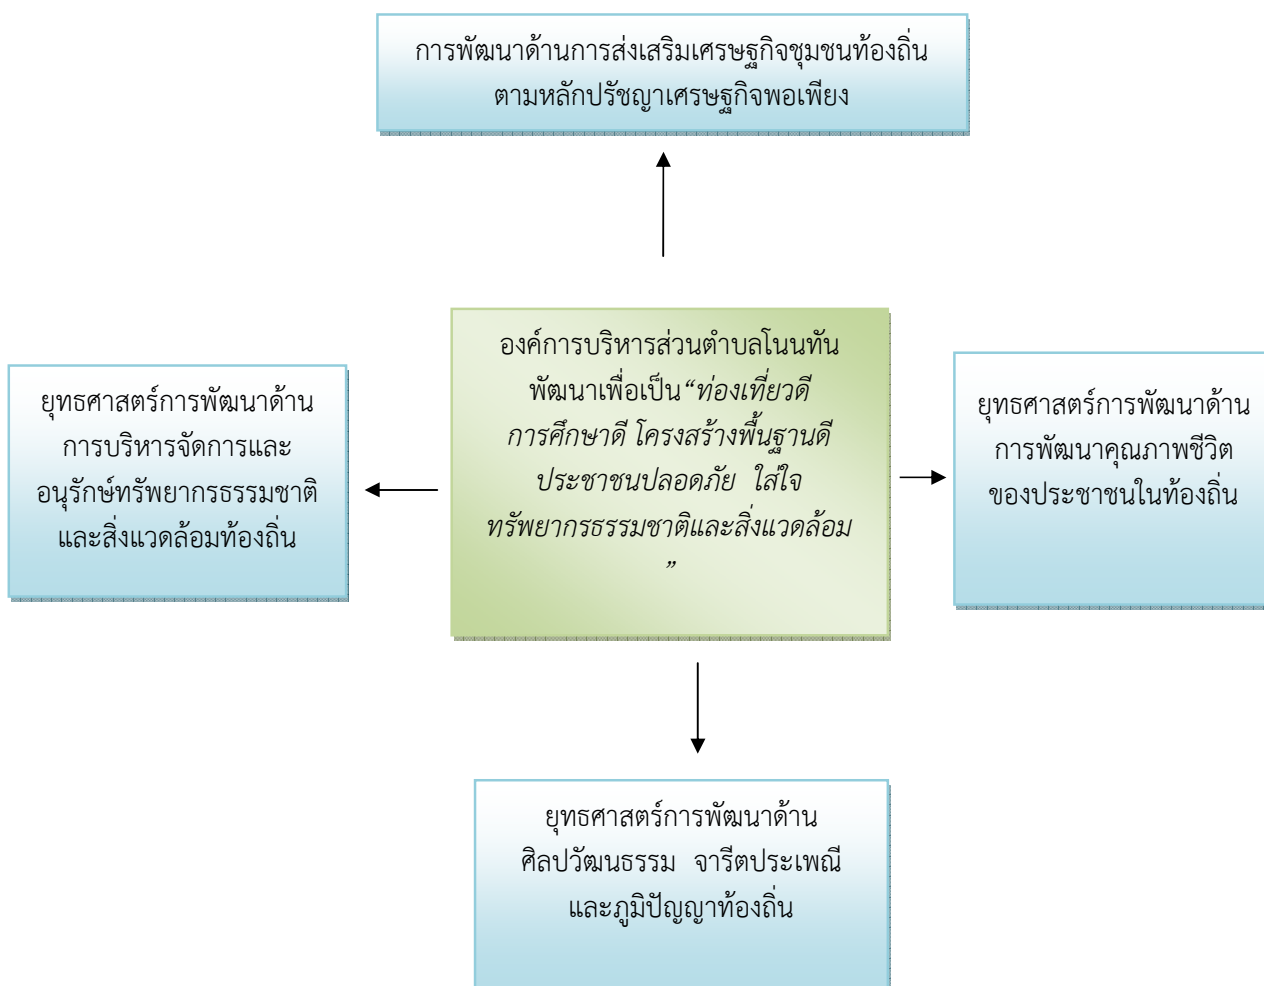 การพัฒนาด้านการส่งเสริมเศรษฐกิจชุมชนท้องถิ่น
ตามหลักปรัชญาเศรษฐกิจพอเพียง
องค์การบริหารส่วนตำบลโนนทัน
พัฒนาเพื่อเป็น“ท่องเที่ยวดี
การศึกษาดี โครงสร้างพื้นฐานดี
ประชาชนปลอดภัย ใส่ใจ
ทรัพยากรธรรมชาติและสิ่งแวดล้อม
”
ยุทธศาสตร์การพัฒนาด้าน
การบริหารจัดการและ
อนุรักษ์ทรัพยากรธรรมชาติ
และสิ่งแวดล้อมท้องถิ่น
ยุทธศาสตร์การพัฒนาด้าน
การพัฒนาคุณภาพชีวิต
ของประชาชนในท้องถิ่น
ยุทธศาสตร์การพัฒนาด้าน
ศิลปวัฒนธรรม จารีตประเพณี
และภูมิปัญญาท้องถิ่น